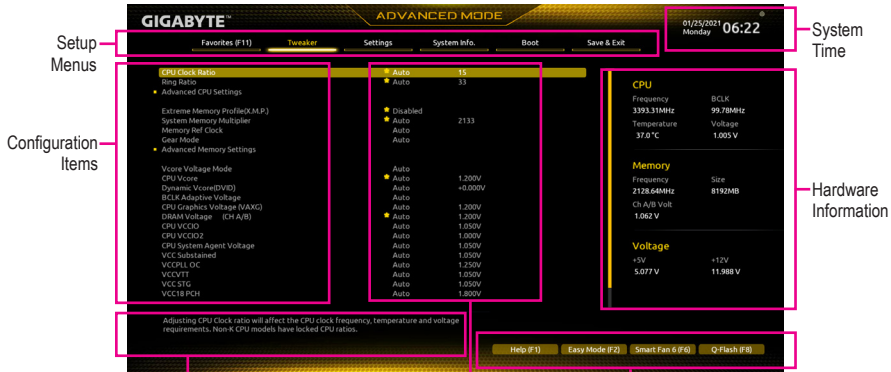 GIGABYTE™
ADVANCED MODE
01/25/2021 06:22
Monday
System
Time
Setup
Menus
Favorites (F11) Tweaker Settings System Info. Boot Save & Exit
CPU Clock Ratio Auto 15
Ring Ratio Auto 33
Advanced CPU Settings
Extreme Memory Profile(X.M.P.) Disabled
System Memory Multiplier Auto 2133
Memory Ref Clock Auto
Gear Mode Auto
Advanced Memory Settings
Configuration
Items
Vcore Voltage Mode Auto
CPU Vcore Auto 1.200V
Dynamic Vcore(DVID) Auto +0.000V
BCLK Adaptive Voltage Auto
CPU Graphics Voltage (VAXG) Auto 1.200V
DRAM Voltage (CH A/B) Auto 1.200V
CPU VCCIO Auto 1.050V
CPU VCCIO2 Auto 1.000V
CPU System Agent Voltage Auto 1.050V
VCC Substained Auto 1.050V
VCCPLL OC Auto 1.250V
VCCVTT Auto 1.050V
VCC STG Auto 1.050V
VCC18 PCH Auto 1.800V
CPU
Frequency BCLK
3393.31MHz 99.78MHz
Temperature Voltage
37.0 °C 1.005 V
Memory
Frequency Size
2128.64MHz 8192MB
Ch A/B Volt
1.062 V
Voltage
+5V +12V
5.077 V 11.988 V
Hardware
Information
Adjusting CPU Clock ratio will affect the CPU clock frequency, temperature and voltage
requirements. Non-K CPU models have locked CPU ratios.
Help (F1) Easy Mode (F2) Smart Fan 6 (F6) Q-Flash (F8)